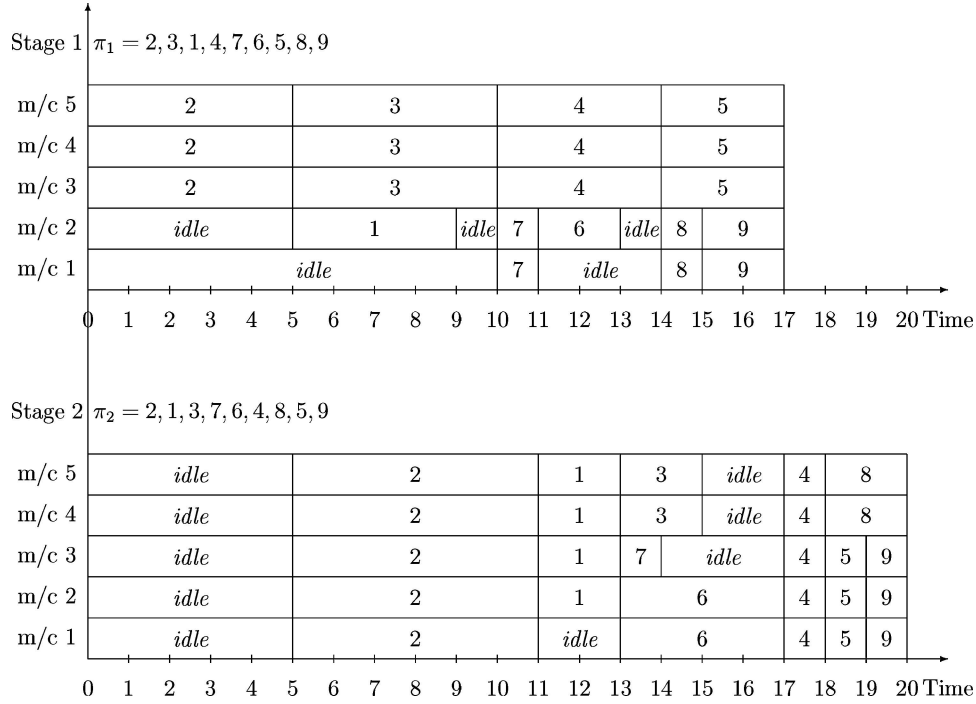 Stage 1 π₁ = 2, 3, 1, 4, 7, 6, 5, 8, 9
m/c 5 2 3 4 5
m/c 4 2 3 4 5
m/c 3 2 3 4 5
m/c 2 idle 1 idle 7 6 idle 8 9
m/c 1 idle 7 idle 8 9
0 1 2 3 4 5 6 7 8 9 10 11 12 13 14 15 16 17 18 19 20 Time
Stage 2 π₂ = 2, 1, 3, 7, 6, 4, 8, 5, 9
m/c 5 idle 2 1 3 idle 4 8
m/c 4 idle 2 1 3 idle 4 8
m/c 3 idle 2 1 7 idle 4 5 9
m/c 2 idle 2 1 6 4 5 9
m/c 1 idle 2 idle 6 4 5 9
0 1 2 3 4 5 6 7 8 9 10 11 12 13 14 15 16 17 18 19 20 Time